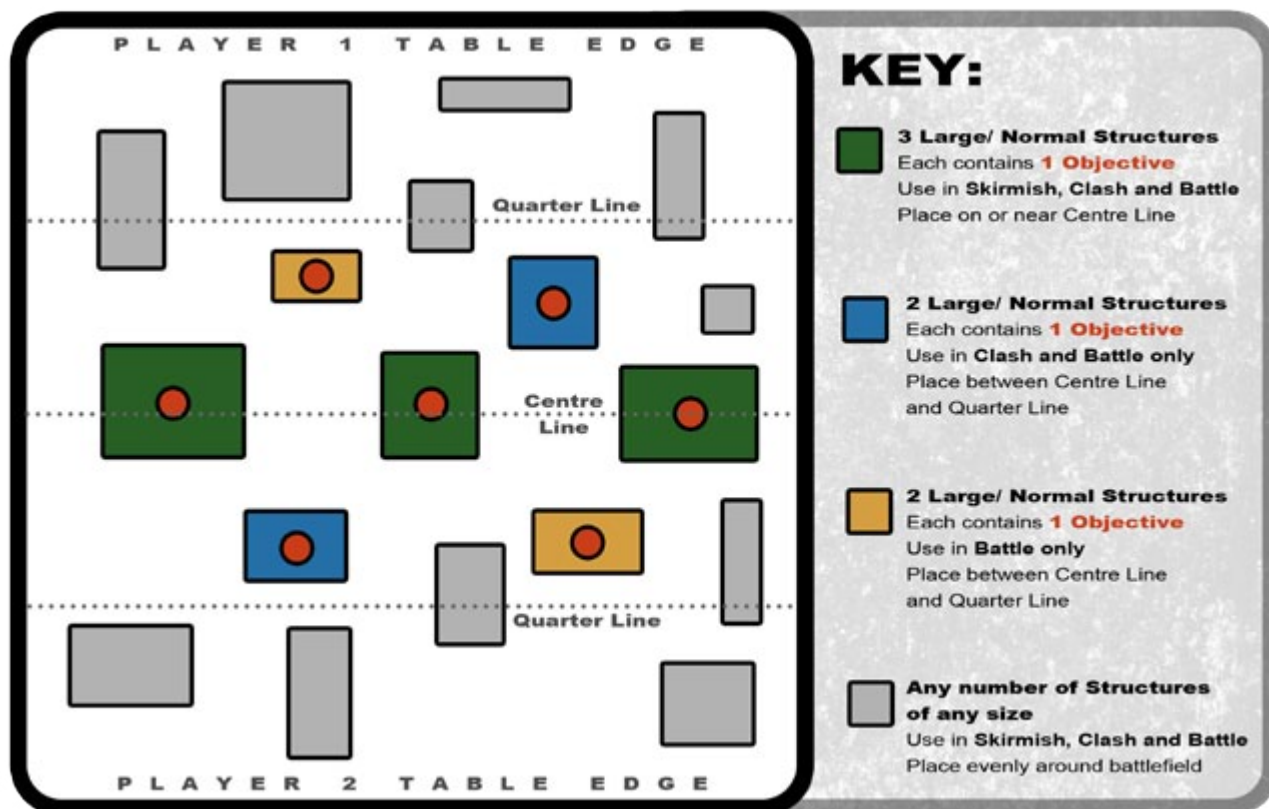 PLAYER 1 TABLE EDGE
Quarter Line
Centre
Line
Quarter Line
PLAYER 2 TABLE EDGE
KEY:
3 Large/ Normal Structures
Each contains 1 Objective
Use in Skirmish, Clash and Battle
Place on or near Centre Line
2 Large/ Normal Structures
Each contains 1 Objective
Use in Clash and Battle only
Place between Centre Line
and Quarter Line
2 Large/ Normal Structures
Each contains 1 Objective
Use in Battle only
Place between Centre Line
and Quarter Line
Any number of Structures
of any size
Use in Skirmish, Clash and Battle
Place evenly around battlefield